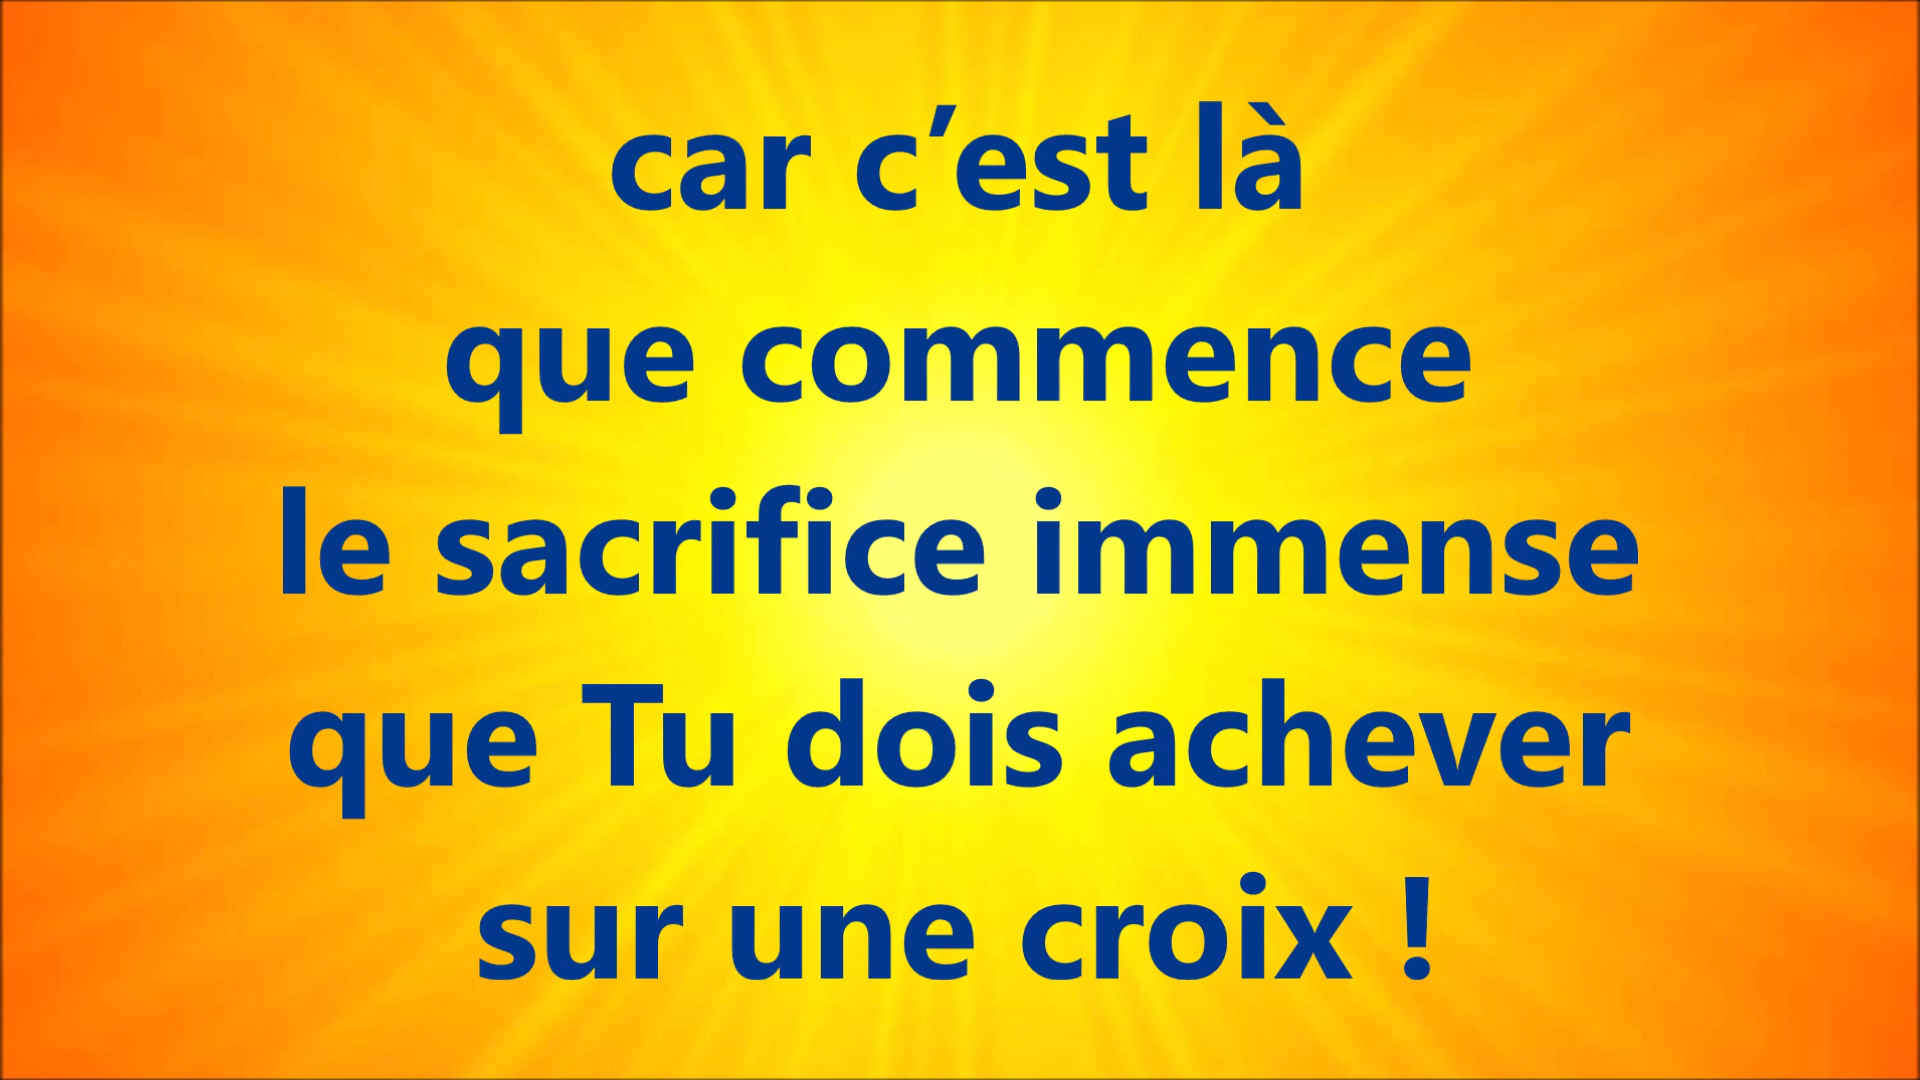 car c’est là
que commence
le sacrifice immense
que Tu dois achever
sur une croix !